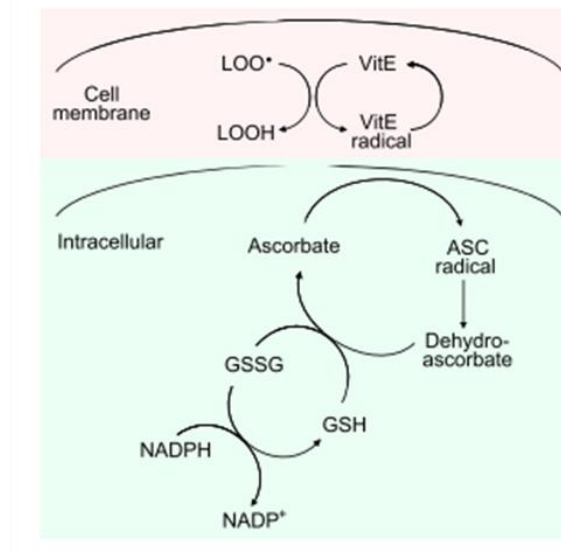 LOO•
VitE
Cell
membrane
LOOH
VitE
radical
Intracellular
Ascorbate
ASC
radical
Dehydro-
ascorbate
GSSG
GSH
NADPH
NADP⁺